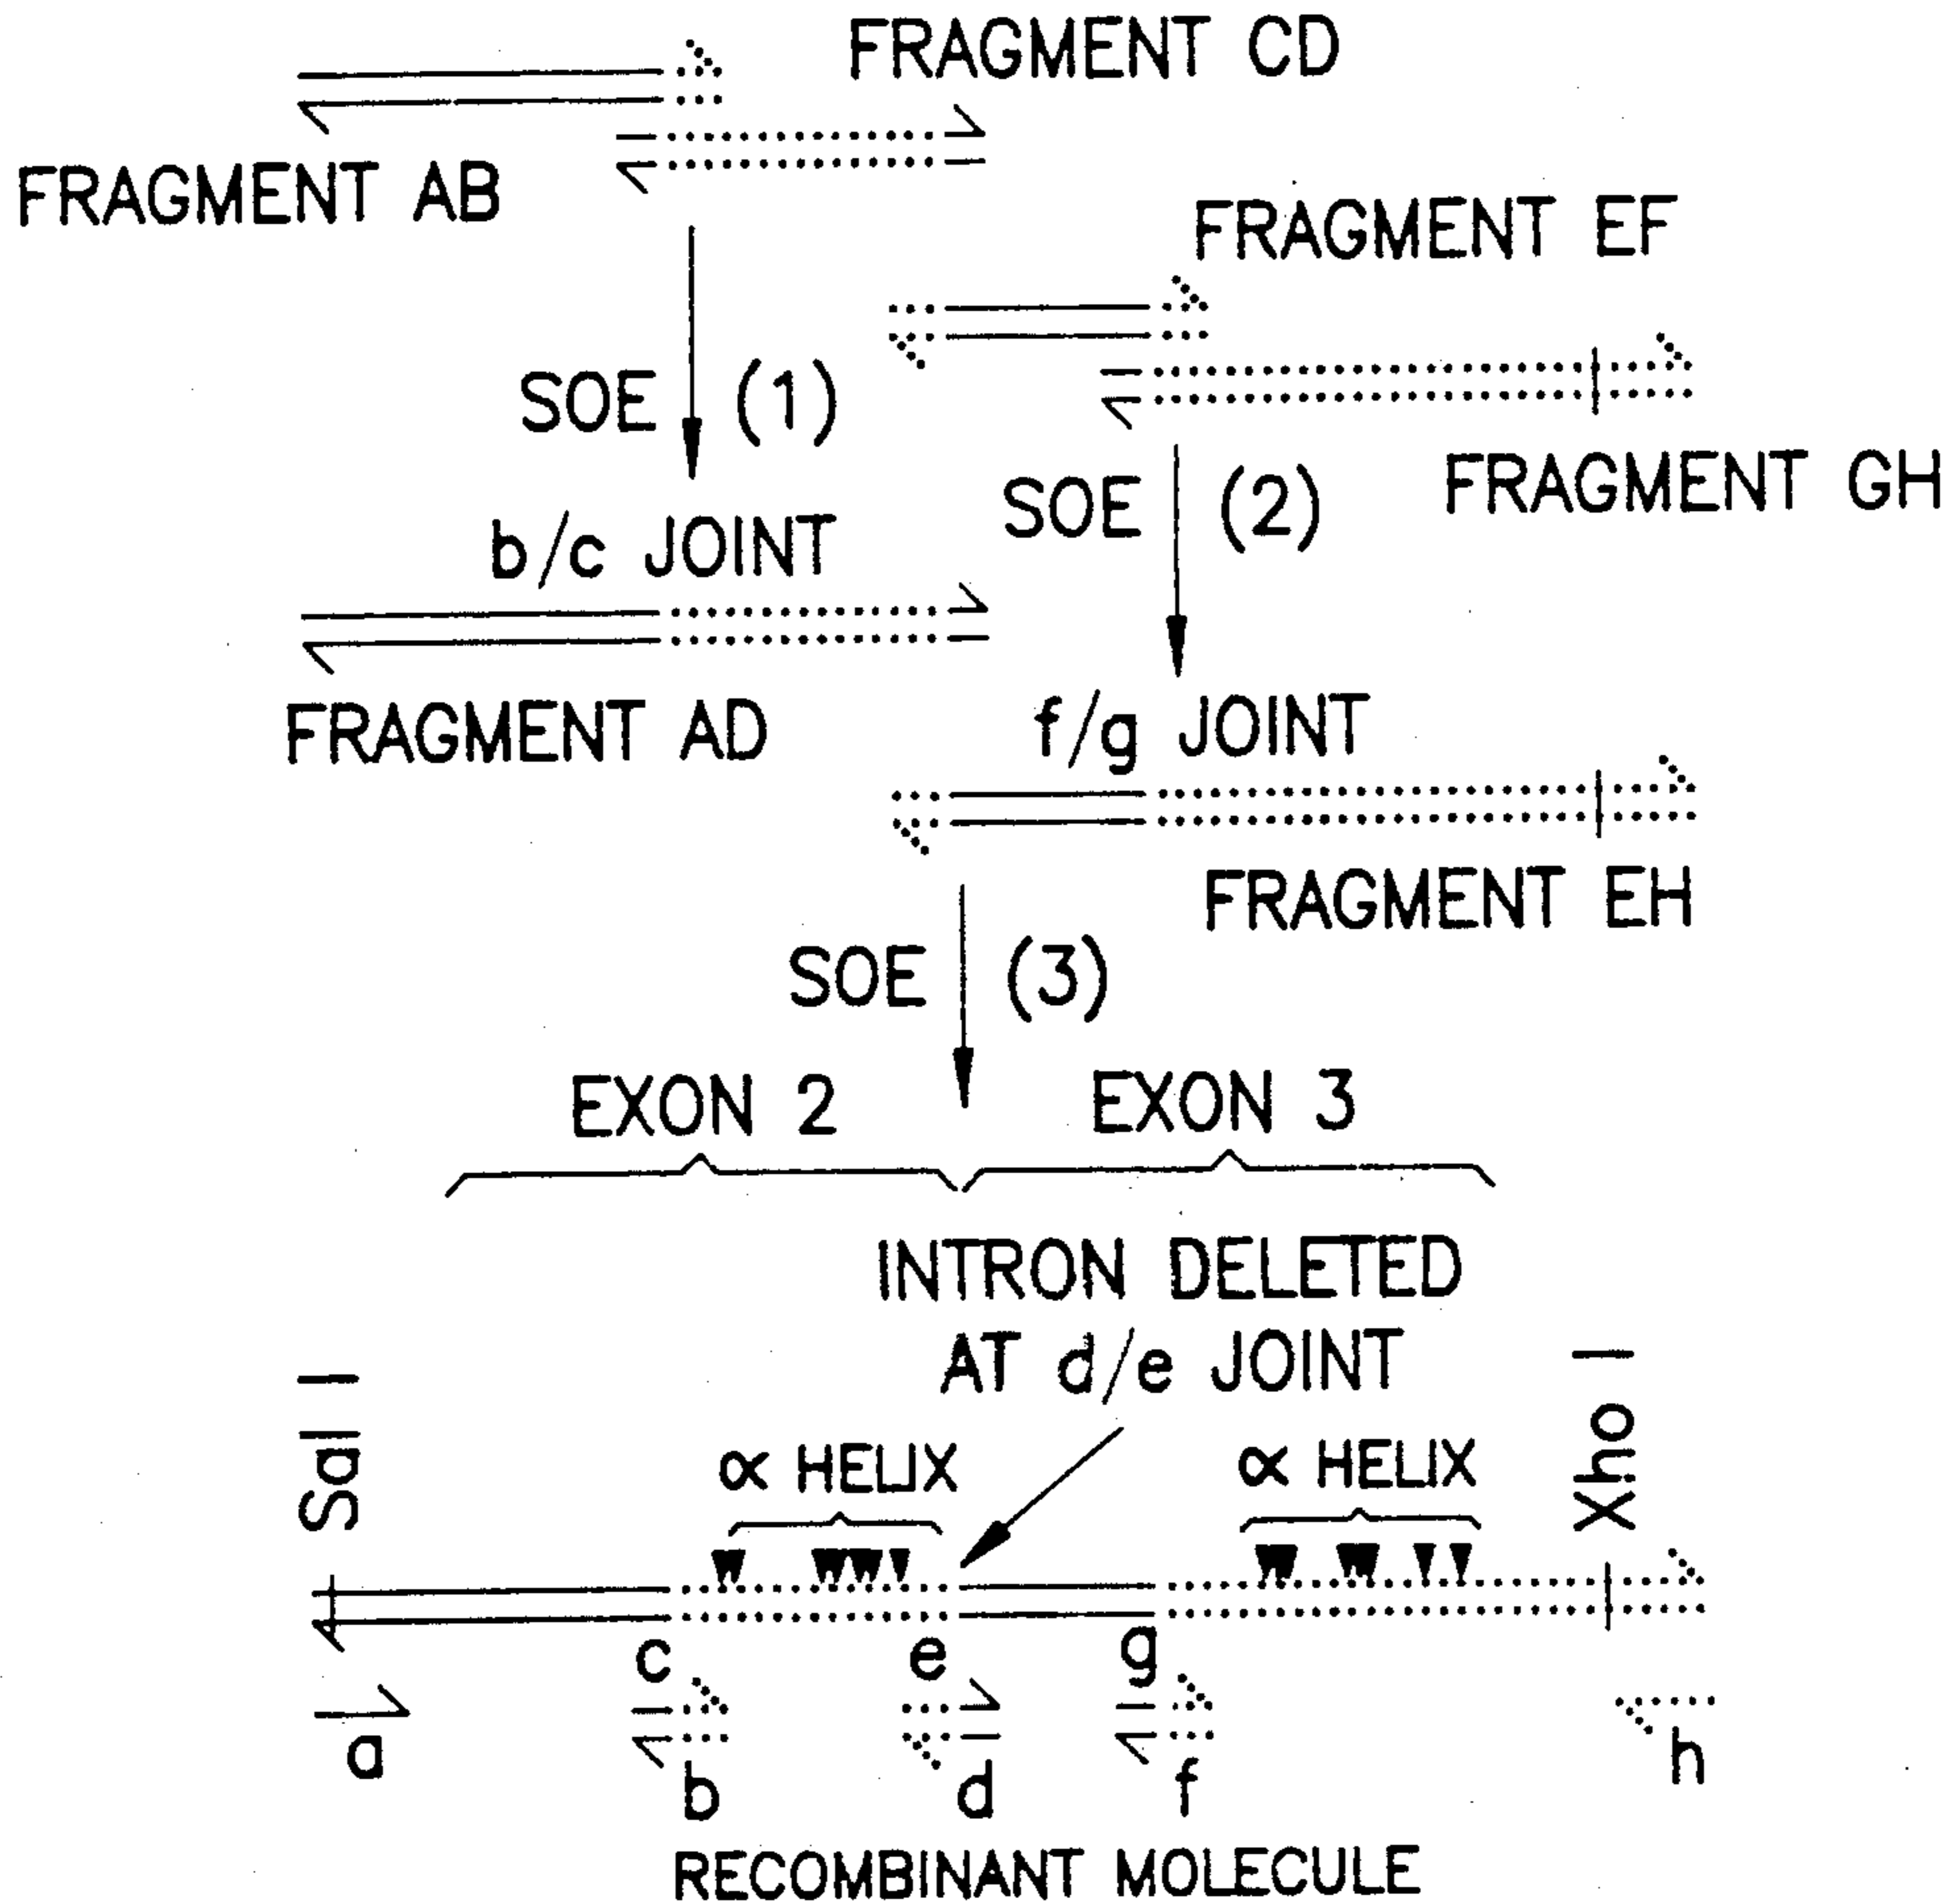 FRAGMENT CD
FRAGMENT AB
FRAGMENT EF
SOE (1)
FRAGMENT GH
SOE (2)
b/c JOINT
FRAGMENT AD
f/g JOINT
FRAGMENT EH
SOE (3)
EXON 2 EXON 3
INTRON DELETED
AT d/e JOINT
Sal I
Xho I
∝ HELIX ∝ HELIX
c e g
a b d f h
RECOMBINANT MOLECULE